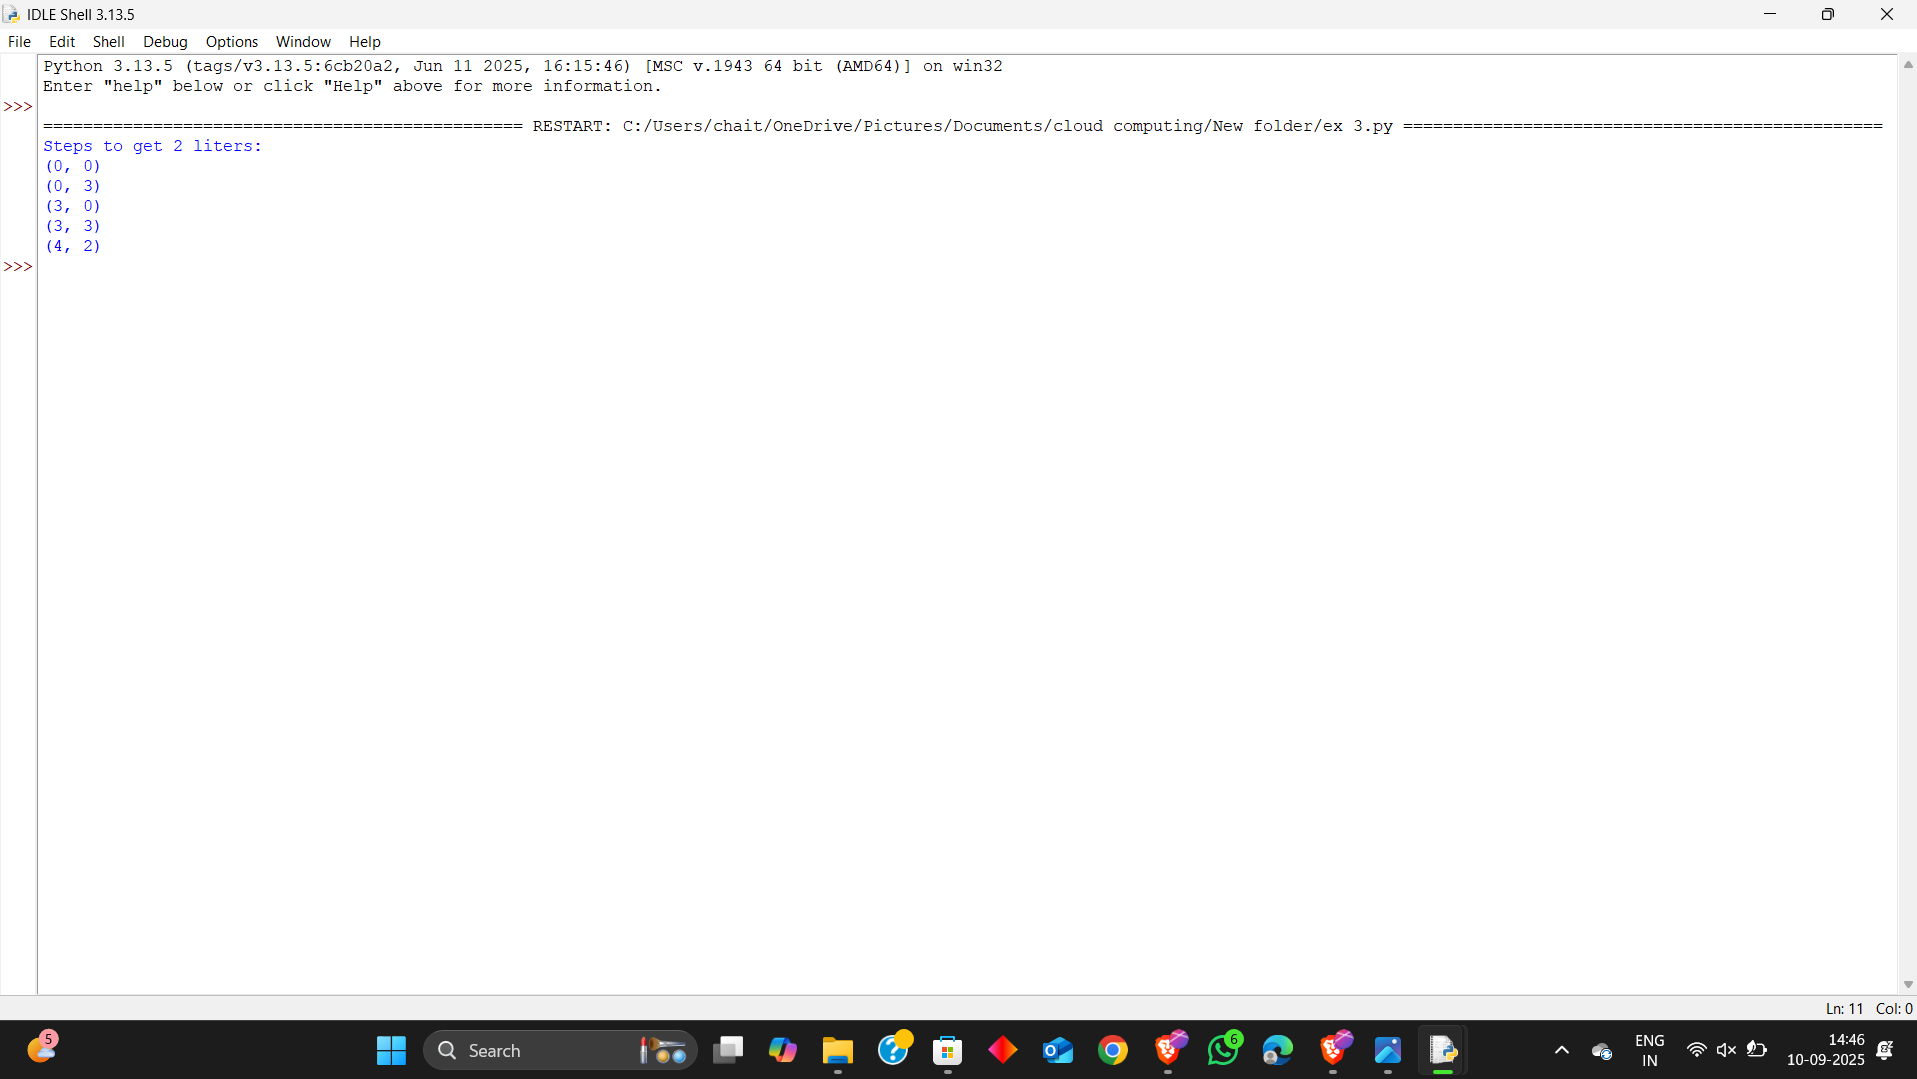 IDLE Shell 3.13.5
File Edit Shell Debug Options Window Help
Python 3.13.5 (tags/v3.13.5:6cb20a2, Jun 11 2025, 16:15:46) [MSC v.1943 64 bit (AMD64)] on win32
Enter "help" below or click "Help" above for more information.
>>>
================================================ RESTART: C:/Users/chait/OneDrive/Pictures/Documents/cloud computing/New folder/ex 3.py ================================================
Steps to get 2 liters:
(0, 0)
(0, 3)
(3, 0)
(3, 3)
(4, 2)
>>>
Ln: 11 Col: 0
5
Search
6
ENG
IN
14:46
10-09-2025